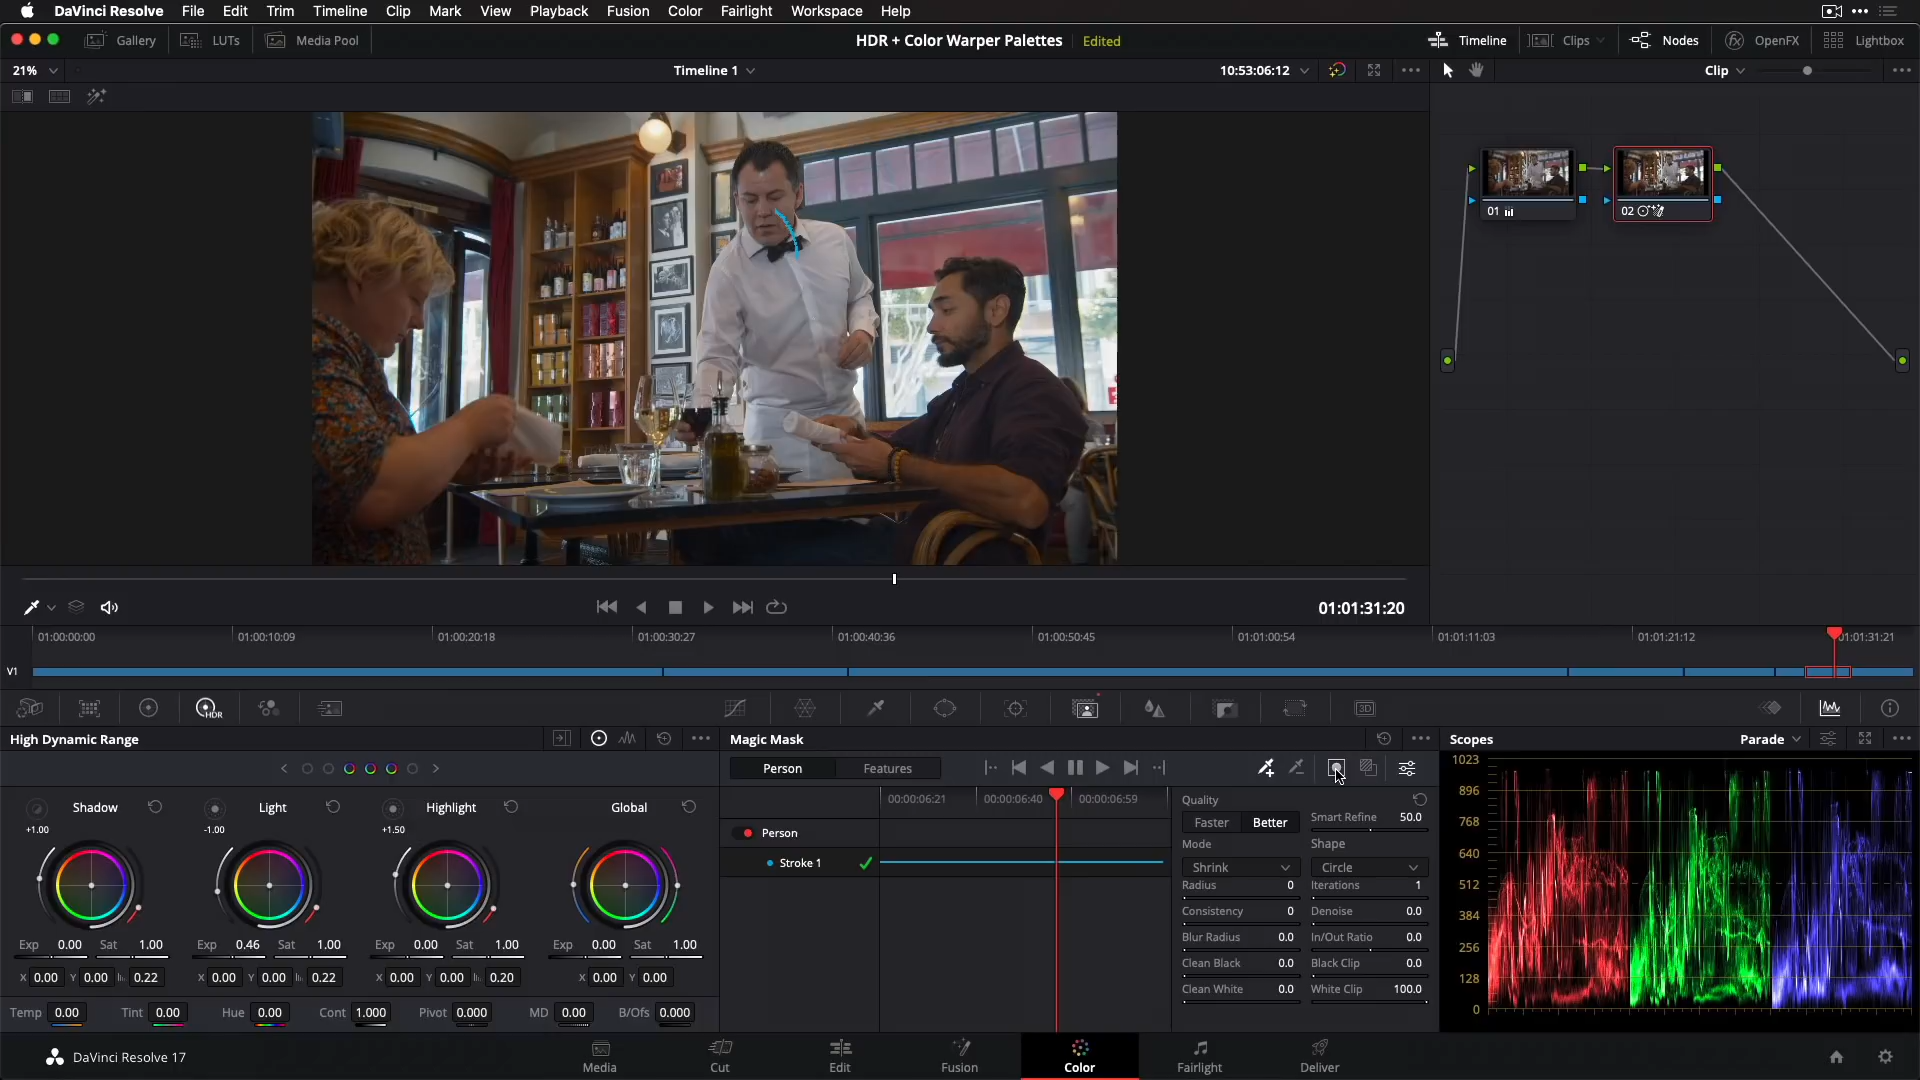 DaVinci Resolve File Edit Trim Timeline Clip Mark View Playback Fusion Color Fairlight Workspace Help
Gallery LUTs Media Pool HDR + Color Warper Palettes Edited Timeline Clips Nodes OpenFX Lightbox
21% Timeline 1 10:53:06:12 Clip
01 02
01:01:31:20
01:00:00:00 01:00:10:09 01:00:20:18 01:00:30:27 01:00:40:36 01:00:50:45 01:01:00:54 01:01:11:03 01:01:21:12 01:01:31:21
V1
HDR 3D
High Dynamic Range Magic Mask Scopes Parade
Person Features
1023
00:00:06:21 00:00:06:40 00:00:06:59
Shadow Light Highlight Global
+1.00 -1.00 +1.50
Person
Stroke 1
Quality
Faster Better Smart Refine 50.0
Mode Shape
Shrink Circle
Radius 0 Iterations 1
Consistency 0 Denoise 0.0
Blur Radius 0.0 In/Out Ratio 0.0
Clean Black 0.0 Black Clip 0.0
Clean White 0.0 White Clip 100.0
896
768
640
512
384
256
128
0
Exp 0.00 Sat 1.00 Exp 0.46 Sat 1.00 Exp 0.00 Sat 1.00 Exp 0.00 Sat 1.00
X 0.00 Y 0.00 0.22 X 0.00 Y 0.00 0.22 X 0.00 Y 0.00 0.20 X 0.00 Y 0.00
Temp 0.00 Tint 0.00 Hue 0.00 Cont 1.000 Pivot 0.000 MD 0.00 B/Ofs 0.000
DaVinci Resolve 17 Media Cut Edit Fusion Color Fairlight Deliver